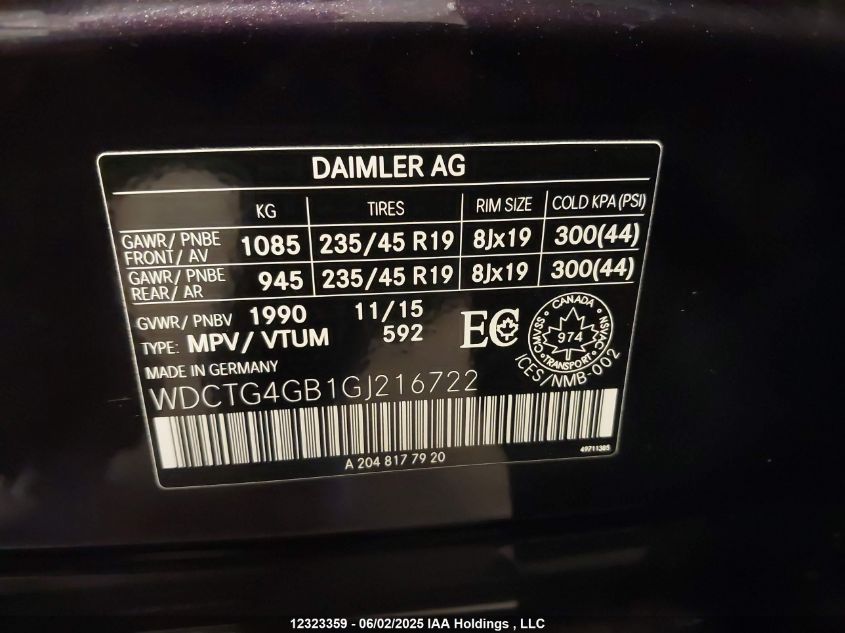 DAIMLER AG
KG TIRES RIM SIZE COLD KPA (PSI)
GAWR/ PNBE FRONT/ AV 1085 235/45 R19 8Jx19 300(44)
GAWR/ PNBE REAR/ AR 945 235/45 R19 8Jx19 300(44)
GVWR/ PNBV 1990 11/15
TYPE: MPV/ VTUM 592
EC
CANADA
CMVSS NSVAC
974
TRANSPORT
ICES/NMB-002
MADE IN GERMANY
WDCTG4GB1GJ216722
49711305
A 204 817 79 20
12323359 - 06/02/2025 IAA Holdings , LLC